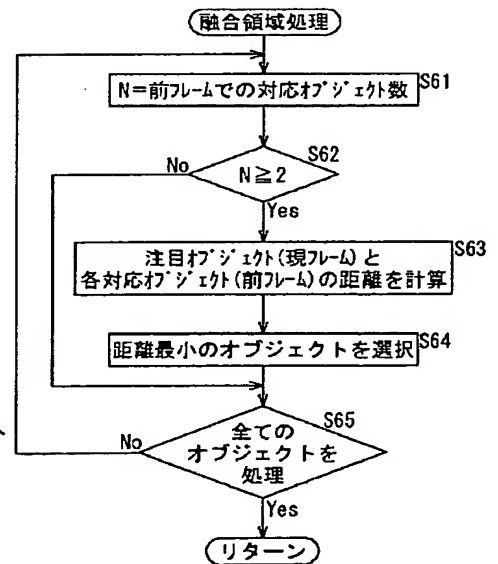 融合領域処理
S61
N=前フレームでの対応オブジェクト数
S62
No
N≧2
Yes
S63
注目オブジェクト(現フレーム)と
各対応オブジェクト(前フレーム)の距離を計算
S64
距離最小のオブジェクトを選択
S65
No
全ての
オブジェクトを
処理
Yes
リターン